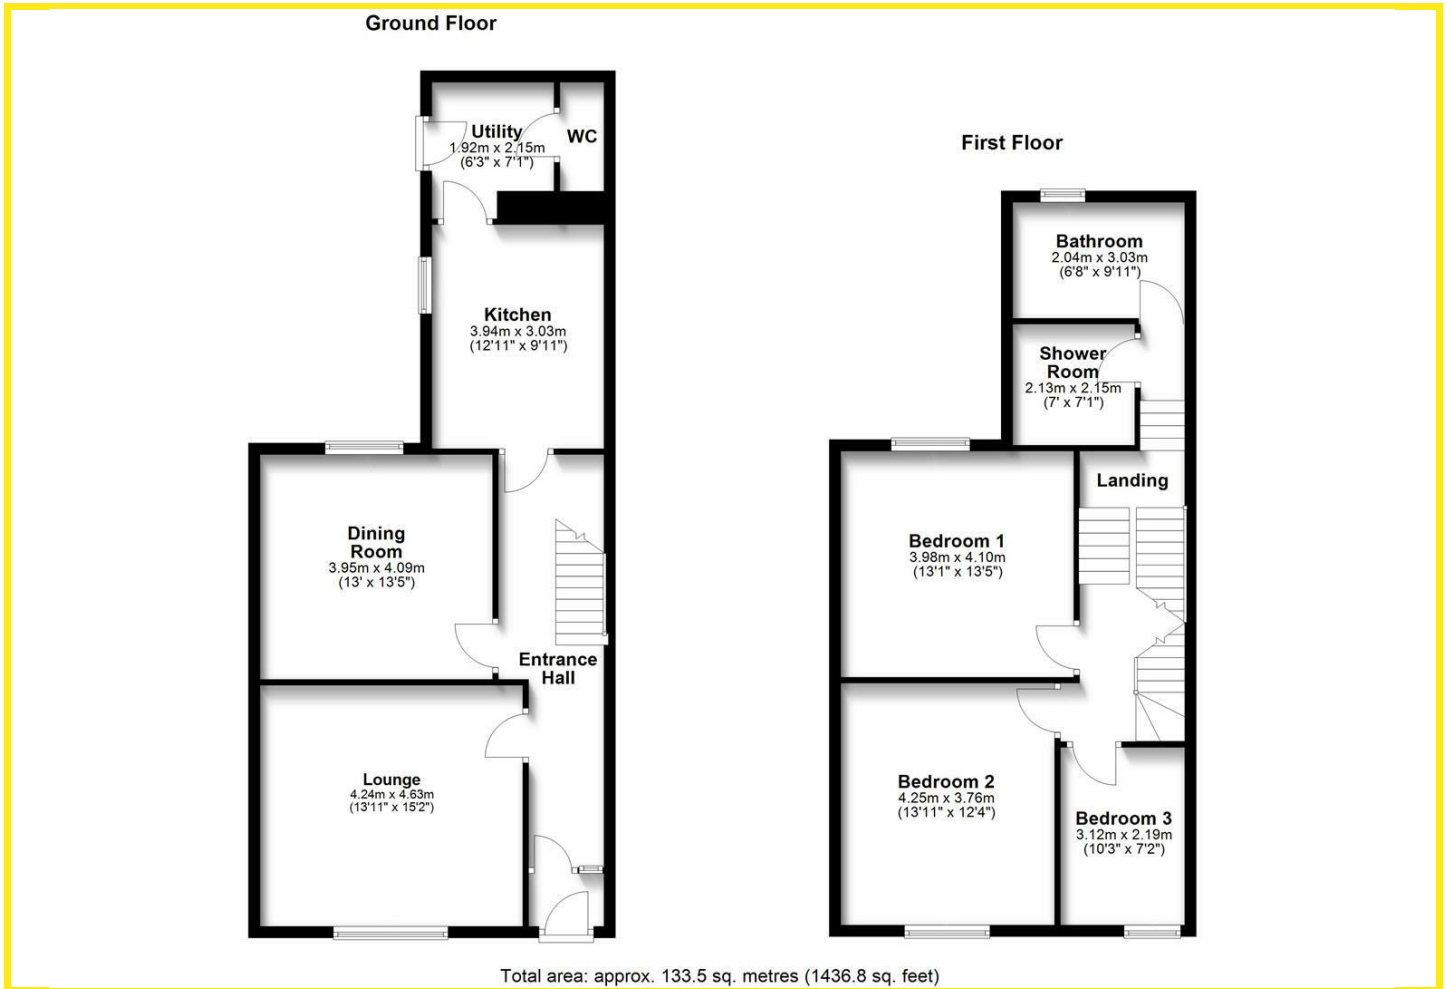 Ground Floor
Utility
1.92m x 2.15m
(6'3" x 7'1")
WC
Kitchen
3.94m x 3.03m
(12'11" x 9'11")
Dining
Room
3.95m x 4.09m
(13' x 13'5")
Entrance
Hall
Lounge
4.24m x 4.63m
(13'11" x 15'2")
First Floor
Bathroom
2.04m x 3.03m
(6'8" x 9'11")
Shower
Room
2.13m x 2.15m
(7' x 7'1")
Landing
Bedroom 1
3.98m x 4.10m
(13'1" x 13'5")
Bedroom 2
4.25m x 3.76m
(13'11" x 12'4")
Bedroom 3
3.12m x 2.19m
(10'3" x 7'2")
Total area: approx. 133.5 sq. metres (1436.8 sq. feet)